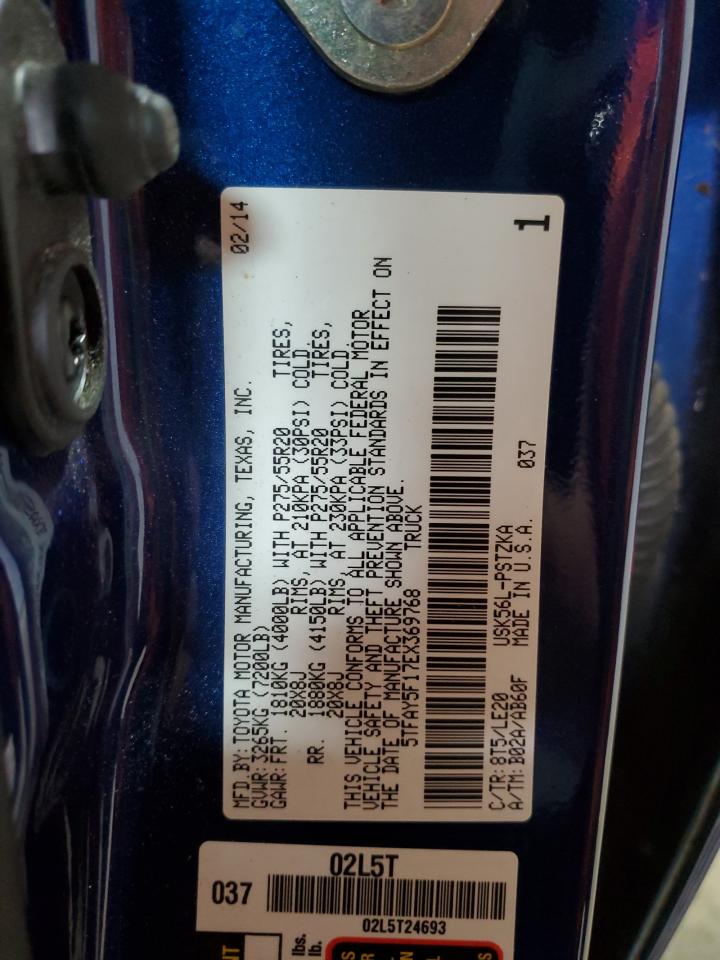 MFD.BY:TOYOTA MOTOR MANUFACTURING, TEXAS, INC. 02/14
GVWR:3265KG (7200LB)
GAWR:FRT. 1810KG (4000LB) WITH P275/55R20 TIRES,
20X8J RIMS, AT 210KPA (30PSI) COLD.
RR. 1880KG (4150LB) WITH P275/55R20 TIRES,
20X8J RIMS, AT 230KPA (33PSI) COLD.
THIS VEHICLE CONFORMS TO ALL APPLICABLE FEDERAL MOTOR
VEHICLE SAFETY AND THEFT PREVENTION STANDARDS IN EFFECT ON
THE DATE OF MANUFACTURE SHOWN ABOVE.
5TFAY5F17EX369768 TRUCK
C/TR:8T5/LE20 USK56L-PSTZKA 037
A/TM:B02A/AB60F MADE IN U.S.A. 1
02L5T
037
02L5T24693
lbs.
lb.